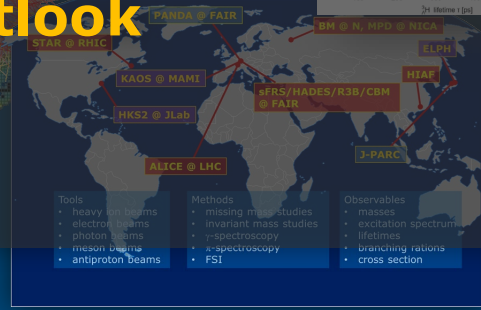 tlook
lifetime τ [ps]
PANDA @ FAIR
BM @ N, MPD @ NICA
STAR @ RHIC
ELPH
KAOS @ MAMI
HIAF
sFRS/HADES/R3B/CBM
@ FAIR
HKS2 @ JLab
J-PARC
ALICE @ LHC
Tools
• heavy ion beams
• electron beams
• photon beams
• meson beams
• antiproton beams
Methods
• missing mass studies
• invariant mass studies
• γ-spectroscopy
• π-spectroscopy
• FSI
Observables
• masses
• excitation spectrum
• lifetimes
• branching rations
• cross section